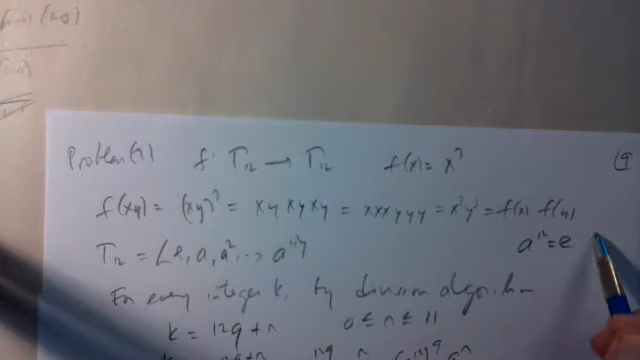 Problem(7) f: T₁₂ → T₁₂ f(x) = x³
f(xy) = (xy)³ = xy xy xy = xxx yyy = x³y³ = f(x) f(y)
T₁₂ = {e, a, a² ... a¹¹} a¹² = e
For every integer k, by division algorithm
k = 12q + r 0 ≤ r ≤ 11